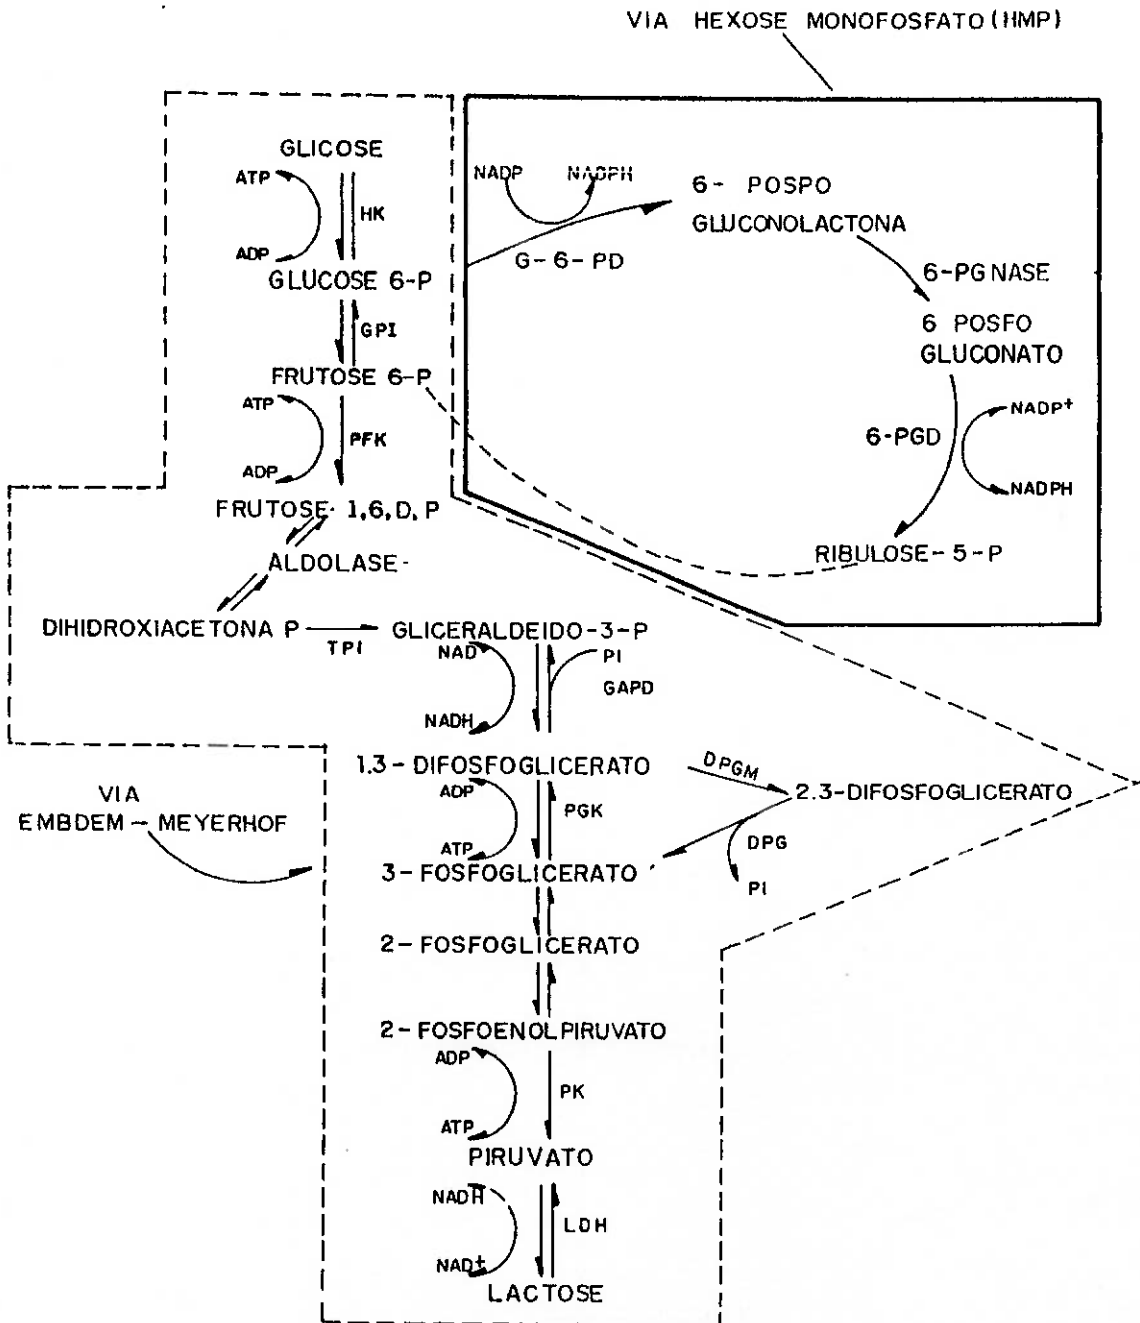 VIA HEXOSE MONOFOSFATO (HMP)
GLICOSE
ATP
HK
ADP
GLUCOSE 6-P
GPI
FRUTOSE 6-P
ATP
PFK
ADP
FRUTOSE- 1,6, D, P
ALDOLASE-
DIHIDROXIACETONA P
TPI
GLICERALDEIDO-3-P
NADP
NADPH
G-6-PD
6- POSPO
GLUCONOLACTONA
6-PGNASE
6 POSFO
GLUCONATO
6-PGD
NADP+
NADPH
RIBULOSE-5-P
NAD
PI
GAPD
NADH
1.3-DIFOSFOGLICERATO
DPGM
2.3-DIFOSFOGLICERATO
ADP
PGK
ATP
DPG
PI
3-FOSFOGLICERATO
VIA
EMBDEM-MEYERHOF
2-FOSFOGLICERATO
2-FOSFOENOLPIRUVATO
ADP
PK
ATP
PIRUVATO
NADH
LDH
NAD+
LACTOSE